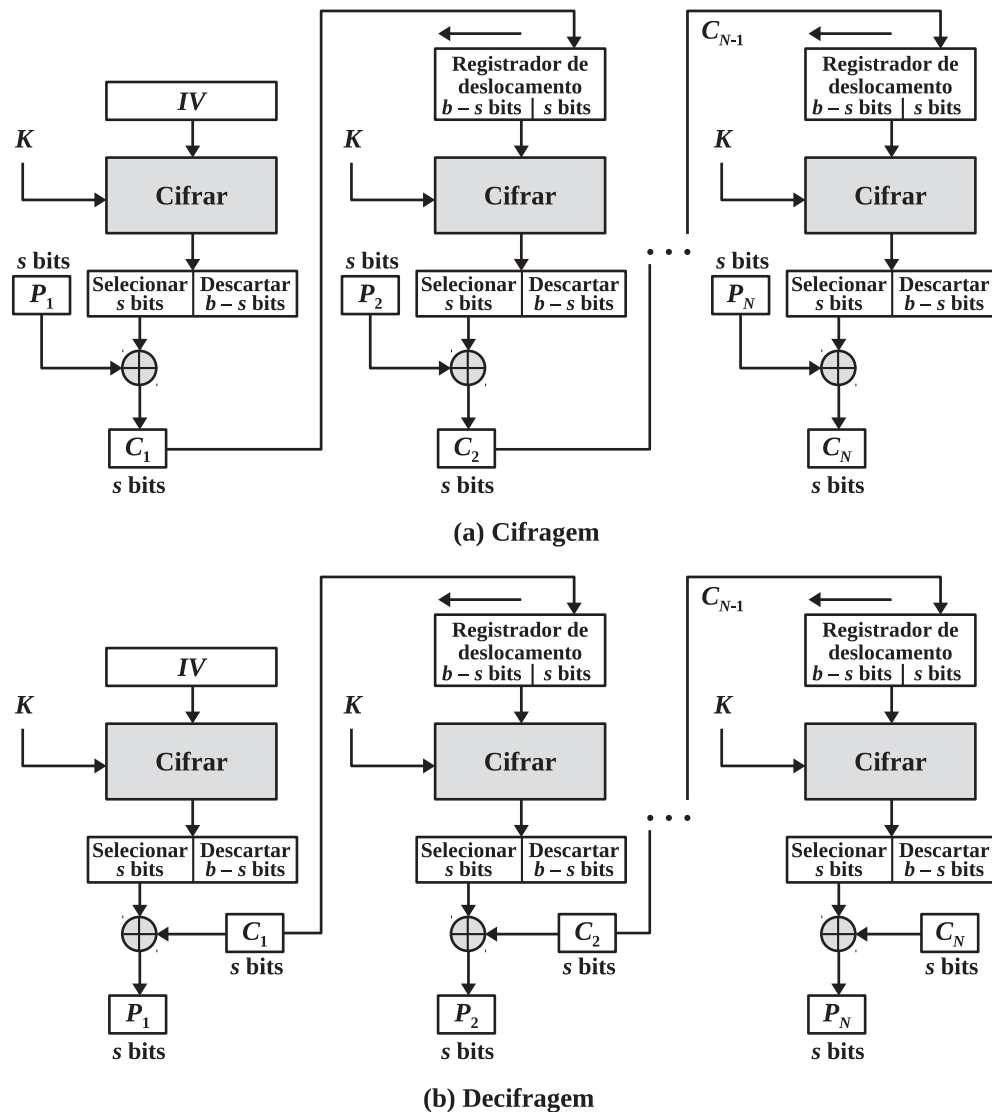 C_{N-1}
Registrador de
deslocamento
b – s bits | s bits
Registrador de
deslocamento
b – s bits | s bits
IV
K
K
K
Cifrar
Cifrar
Cifrar
s bits
s bits
s bits
P_1
Selecionar
s bits
Descartar
b – s bits
P_2
Selecionar
s bits
Descartar
b – s bits
. . .
P_N
Selecionar
s bits
Descartar
b – s bits
C_1
s bits
C_2
s bits
C_N
s bits
(a) Cifragem
C_{N-1}
Registrador de
deslocamento
b – s bits | s bits
Registrador de
deslocamento
b – s bits | s bits
IV
K
K
K
Cifrar
Cifrar
Cifrar
. . .
Selecionar
s bits
Descartar
b – s bits
Selecionar
s bits
Descartar
b – s bits
Selecionar
s bits
Descartar
b – s bits
C_1
s bits
C_2
s bits
C_N
s bits
P_1
s bits
P_2
s bits
P_N
s bits
(b) Decifragem